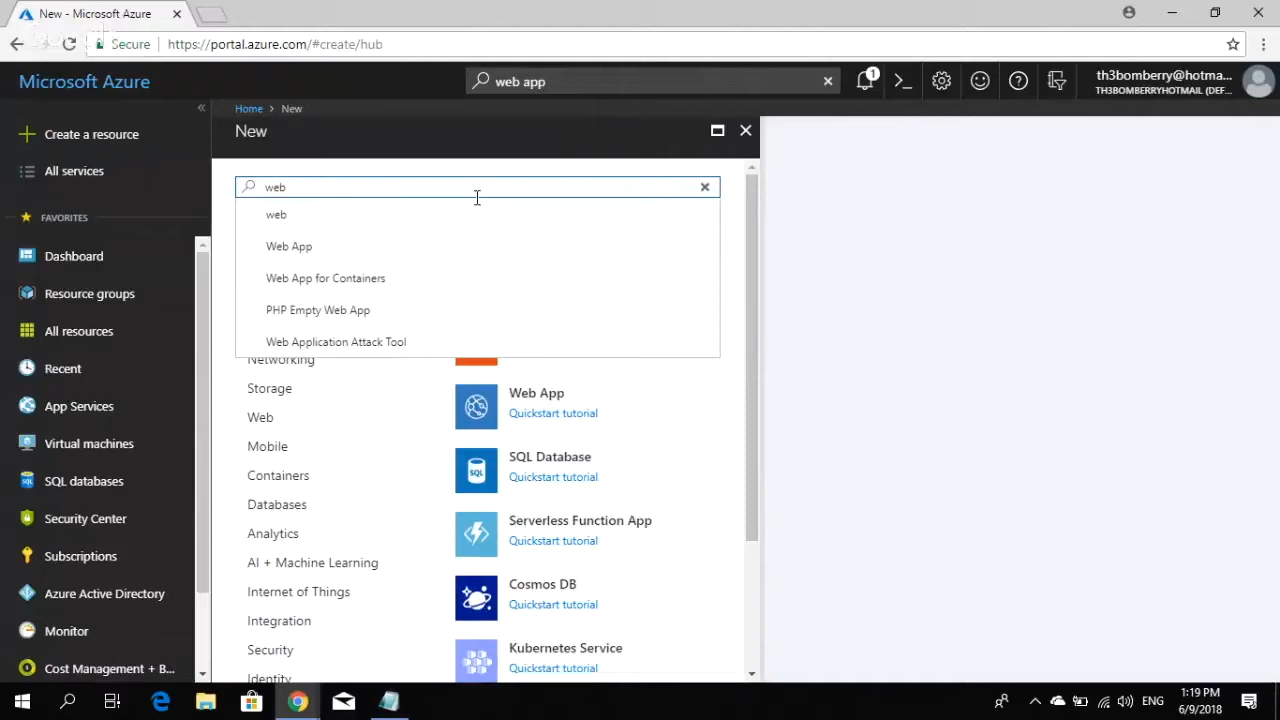 New - Microsoft Azure
Secure https://portal.azure.com/#create/hub
Microsoft Azure
web app
1
th3bomberry@hotma...
TH3BOMBERRYHOTMAIL (DEF...
Create a resource
All services
FAVORITES
Dashboard
Resource groups
All resources
Recent
App Services
Virtual machines
SQL databases
Security Center
Subscriptions
Azure Active Directory
Monitor
Cost Management + B...
Home > New
New
web
web
Web App
Web App for Containers
PHP Empty Web App
Web Application Attack Tool
Networking
Storage
Web
Mobile
Containers
Databases
Analytics
AI + Machine Learning
Internet of Things
Integration
Security
Identity
Web App
Quickstart tutorial
SQL
SQL Database
Quickstart tutorial
Serverless Function App
Quickstart tutorial
Cosmos DB
Quickstart tutorial
Kubernetes Service
Quickstart tutorial
ENG
1:19 PM
6/9/2018